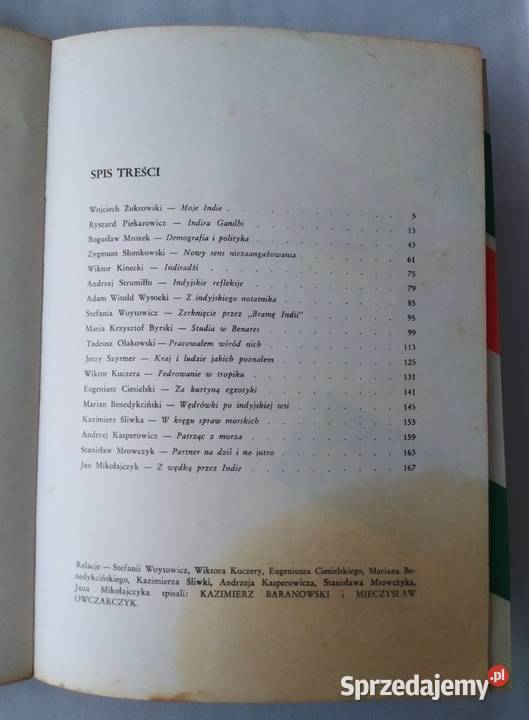 SPIS TREŚCI
Wojciech Żukrowski — Moje Indie . . . . . . . . . . 5
Ryszard Piekarowicz — Indira Gandhi . . . . . . . . . . 13
Bogusław Mrozek — Demografia i polityka . . . . . . . . . . 43
Zygmunt Słomkowski — Nowy sens niezaangażowania . . . . . . . . 61
Wiktor Kinecki — Indiradżi . . . . . . . . . . 75
Andrzej Strumiłło — Indyjskie refleksje . . . . . . . . . . 79
Adam Witold Wysocki — Z indyjskiego notatnika . . . . . . . . 85
Stefania Woytowicz — Zerknięcie przez „Bramę Indii” . . . . . . 95
Maria Krzysztof Byrski — Studia w Benares . . . . . . . . 99
Tadeusz Olakowski — Pracowałem wśród nich . . . . . . . . 113
Jerzy Szyrmer — Kraj i ludzie jakich poznałem . . . . . . . . 125
Wiktor Kuczera — Fedrowanie w tropiku . . . . . . . . 131
Eugeniusz Ciesielski — Za kurtyną egzotyki . . . . . . . . 141
Marian Benedykciński — Wędrówki po indyjskiej wsi . . . . . . 145
Kazimierz Śliwka — W kręgu spraw morskich . . . . . . . . 153
Andrzej Kasperowicz — Patrząc z morza . . . . . . . . 159
Stanisław Mrowczyk — Partner na dziś i na jutro . . . . . . . . 163
Jan Mikołajczyk — Z wędką przez Indie . . . . . . . . 167
Relacje — Stefanii Woytowicz, Wiktora Kuczery, Eugeniusza Ciesielskiego, Mariana Be-
nedykcińskiego, Kazimierza Śliwki, Andrzeja Kasperowicza, Stanisława Mrowczyka,
Jana Mikołajczyka spisali: KAZIMIERZ BARANOWSKI i MIECZYSŁAW
OWCZARCZYK.
Sprzedajemy.pl